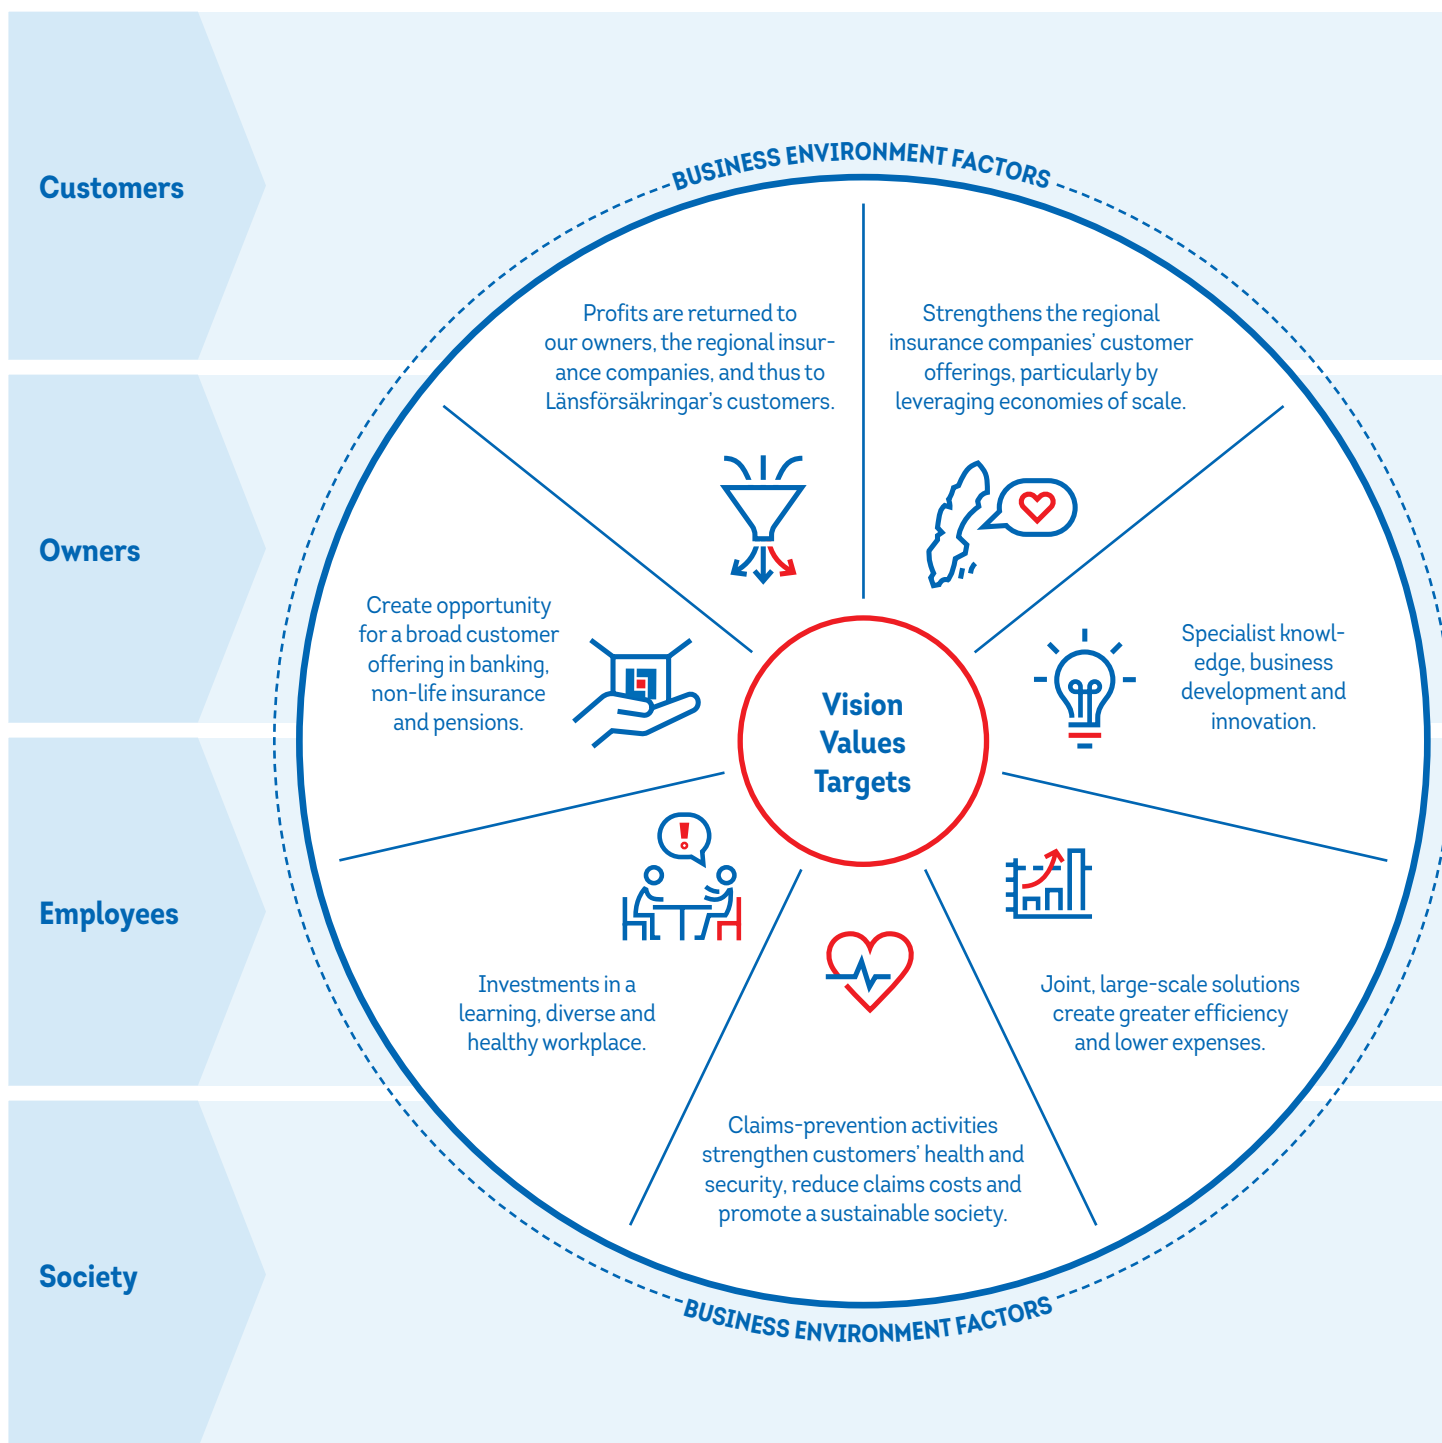 Customers
Owners
Employees
Society
BUSINESS ENVIRONMENT FACTORS
Profits are returned to
our owners, the regional insur-
ance companies, and thus to
Länsförsäkringar’s customers.
Strengthens the regional
insurance companies’ customer
offerings, particularly by
leveraging economies of scale.
Create opportunity
for a broad customer
offering in banking,
non-life insurance
and pensions.
Vision
Values
Targets
Specialist knowl-
edge, business
development and
innovation.
!
Investments in a
learning, diverse and
healthy workplace.
Joint, large-scale solutions
create greater efficiency
and lower expenses.
Claims-prevention activities
strengthen customers’ health and
security, reduce claims costs and
promote a sustainable society.
BUSINESS ENVIRONMENT FACTORS